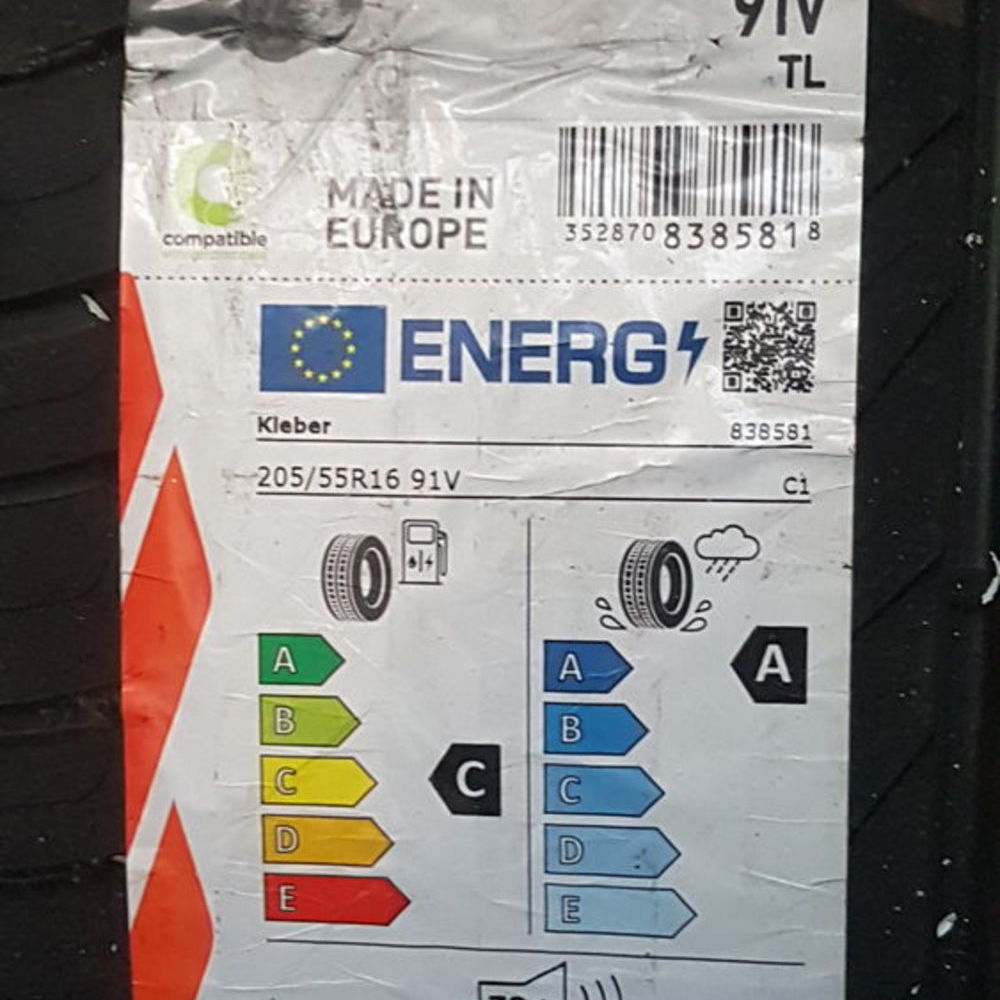 91V
TL
compatible
MADE IN
EUROPE
352870 838581 8
ENERG
Kleber
838581
205/55R16 91V
C1
A
B
C
D
E
C
A
B
C
D
E
A